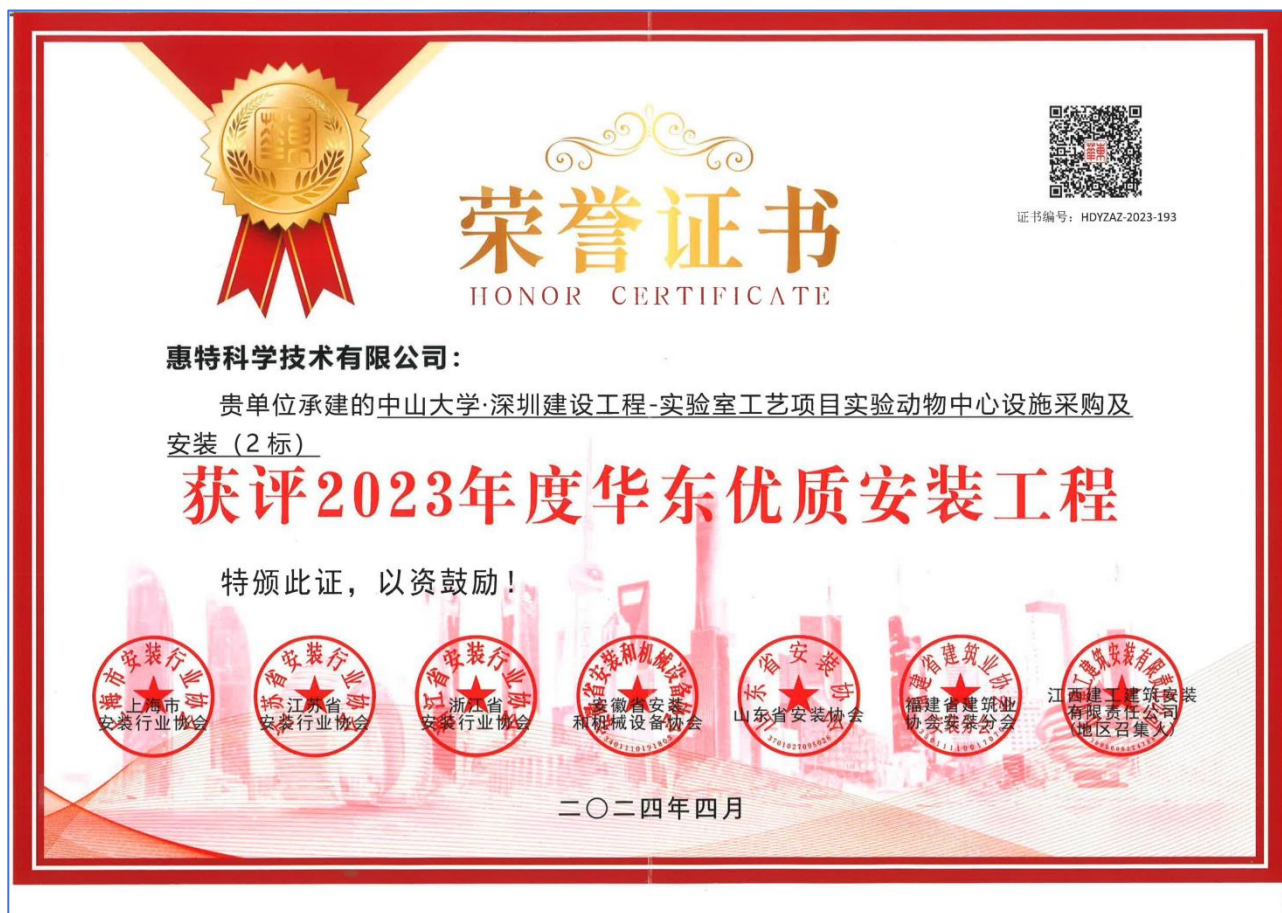 荣誉证书
HONOR CERTIFICATE
证书编号：HDYZAZ-2023-193
惠特科学技术有限公司：
贵单位承建的中山大学·深圳建设工程-实验室工艺项目实验动物中心设施采购及
安装（2标）
获评2023年度华东优质安装工程
特颁此证，以资鼓励！
上海市
安装行业协会
江苏省
安装行业协会
浙江省
安装行业协会
安徽省安装
和机械设备协会
山东省安装协会
福建省建筑业
协会安装分会
江西建工建筑安装
有限责任公司
(地区召集人)
二〇二四年四月